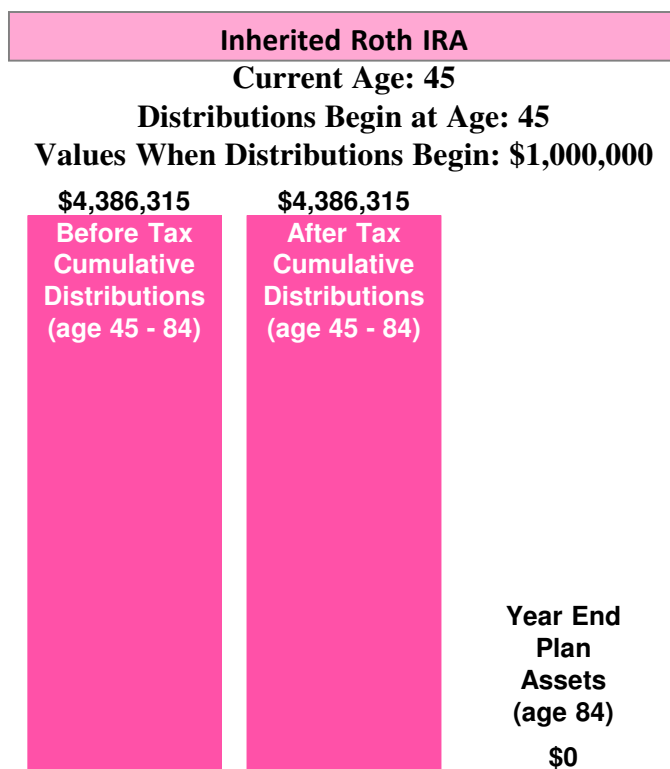 Inherited Roth IRA
Current Age: 45
Distributions Begin at Age: 45
Values When Distributions Begin: $1,000,000
$4,386,315
Before Tax
Cumulative
Distributions
(age 45 - 84)
$4,386,315
After Tax
Cumulative
Distributions
(age 45 - 84)
Year End
Plan
Assets
(age 84)
$0